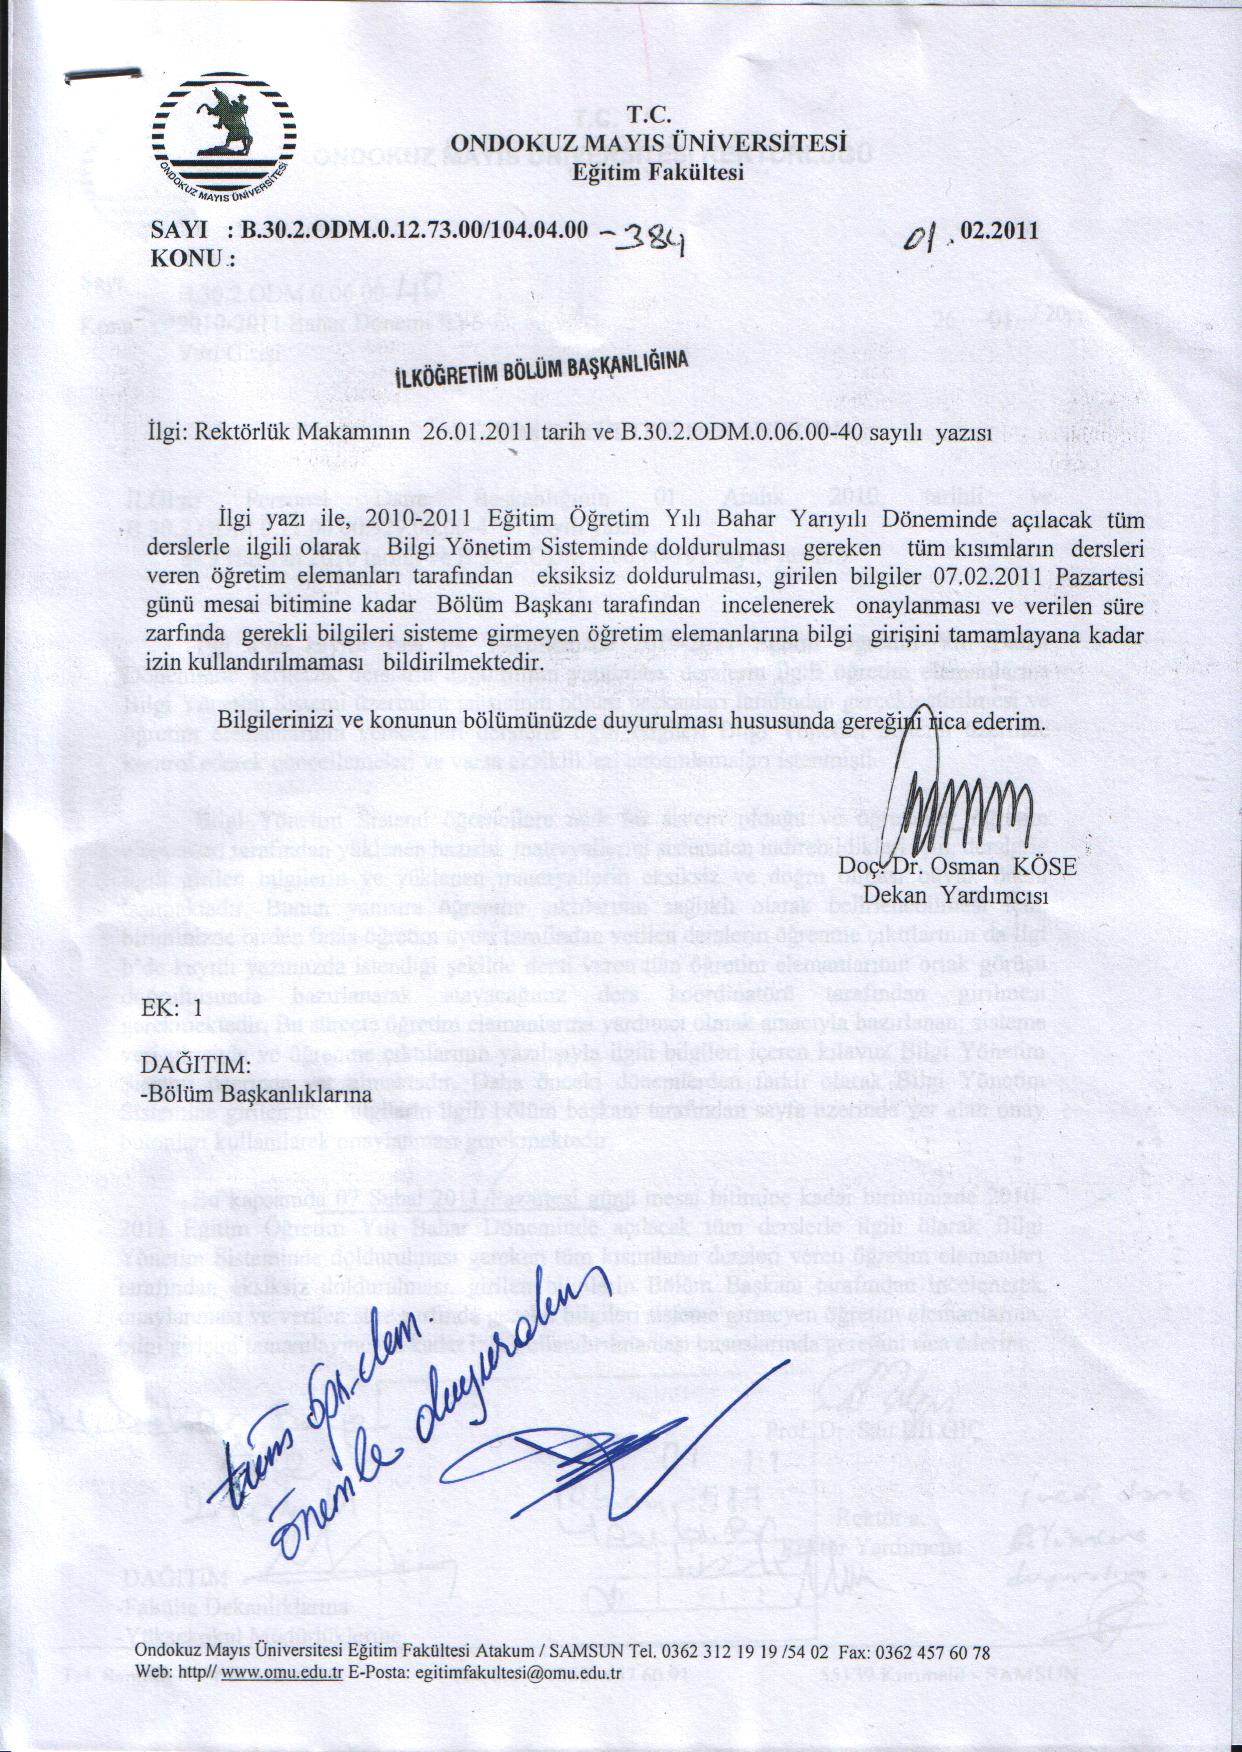 ONDOKUZ MAYIS ÜNİVERSİTESİ
T.C.
ONDOKUZ MAYIS ÜNİVERSİTESİ
Eğitim Fakültesi
SAYI : B.30.2.ODM.0.12.73.00/104.04.00 - 384 01.02.2011
KONU :
İLKÖĞRETİM BÖLÜM BAŞKANLIĞINA
İlgi: Rektörlük Makamının 26.01.2011 tarih ve B.30.2.ODM.0.06.00-40 sayılı yazısı
İlgi yazı ile, 2010-2011 Eğitim Öğretim Yılı Bahar Yarıyılı Döneminde açılacak tüm
derslerle ilgili olarak Bilgi Yönetim Sisteminde doldurulması gereken tüm kısımların dersleri
veren öğretim elemanları tarafından eksiksiz doldurulması, girilen bilgiler 07.02.2011 Pazartesi
günü mesai bitimine kadar Bölüm Başkanı tarafından incelenerek onaylanması ve verilen süre
zarfında gerekli bilgileri sisteme girmeyen öğretim elemanlarına bilgi girişini tamamlayana kadar
izin kullandırılmaması bildirilmektedir.
Bilgilerinizi ve konunun bölümünüzde duyurulması hususunda gereğini rica ederim.
Doç. Dr. Osman KÖSE
Dekan Yardımcısı
EK: 1
DAĞITIM:
-Bölüm Başkanlıklarına
tüm öğr. elem.
önemle duyurulur
Ondokuz Mayıs Üniversitesi Eğitim Fakültesi Atakum / SAMSUN Tel. 0362 312 19 19 /54 02 Fax: 0362 457 60 78
Web: http// www.omu.edu.tr E-Posta: egitimfakultesi@omu.edu.tr